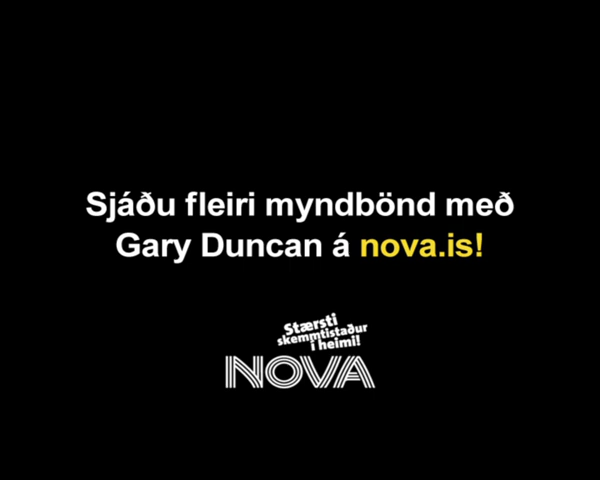 Sjáðu fleiri myndbönd með
Gary Duncan á nova.is!
Stærsti
skemmtistaður
í heimi!
NOVA